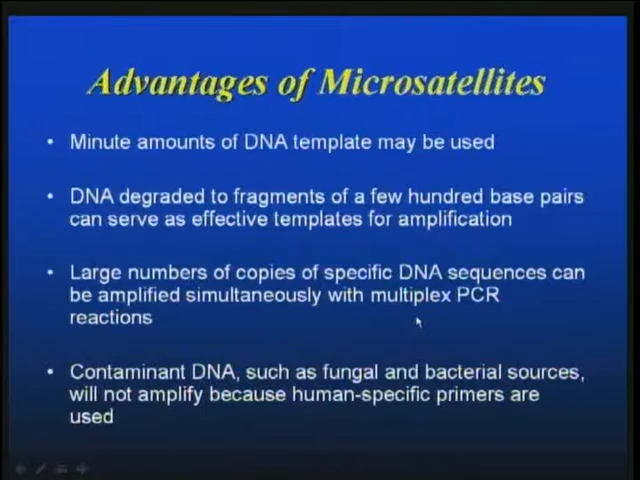 Advantages of Microsatellites
• Minute amounts of DNA template may be used
• DNA degraded to fragments of a few hundred base pairs
can serve as effective templates for amplification
• Large numbers of copies of specific DNA sequences can
be amplified simultaneously with multiplex PCR
reactions
• Contaminant DNA, such as fungal and bacterial sources,
will not amplify because human-specific primers are
used